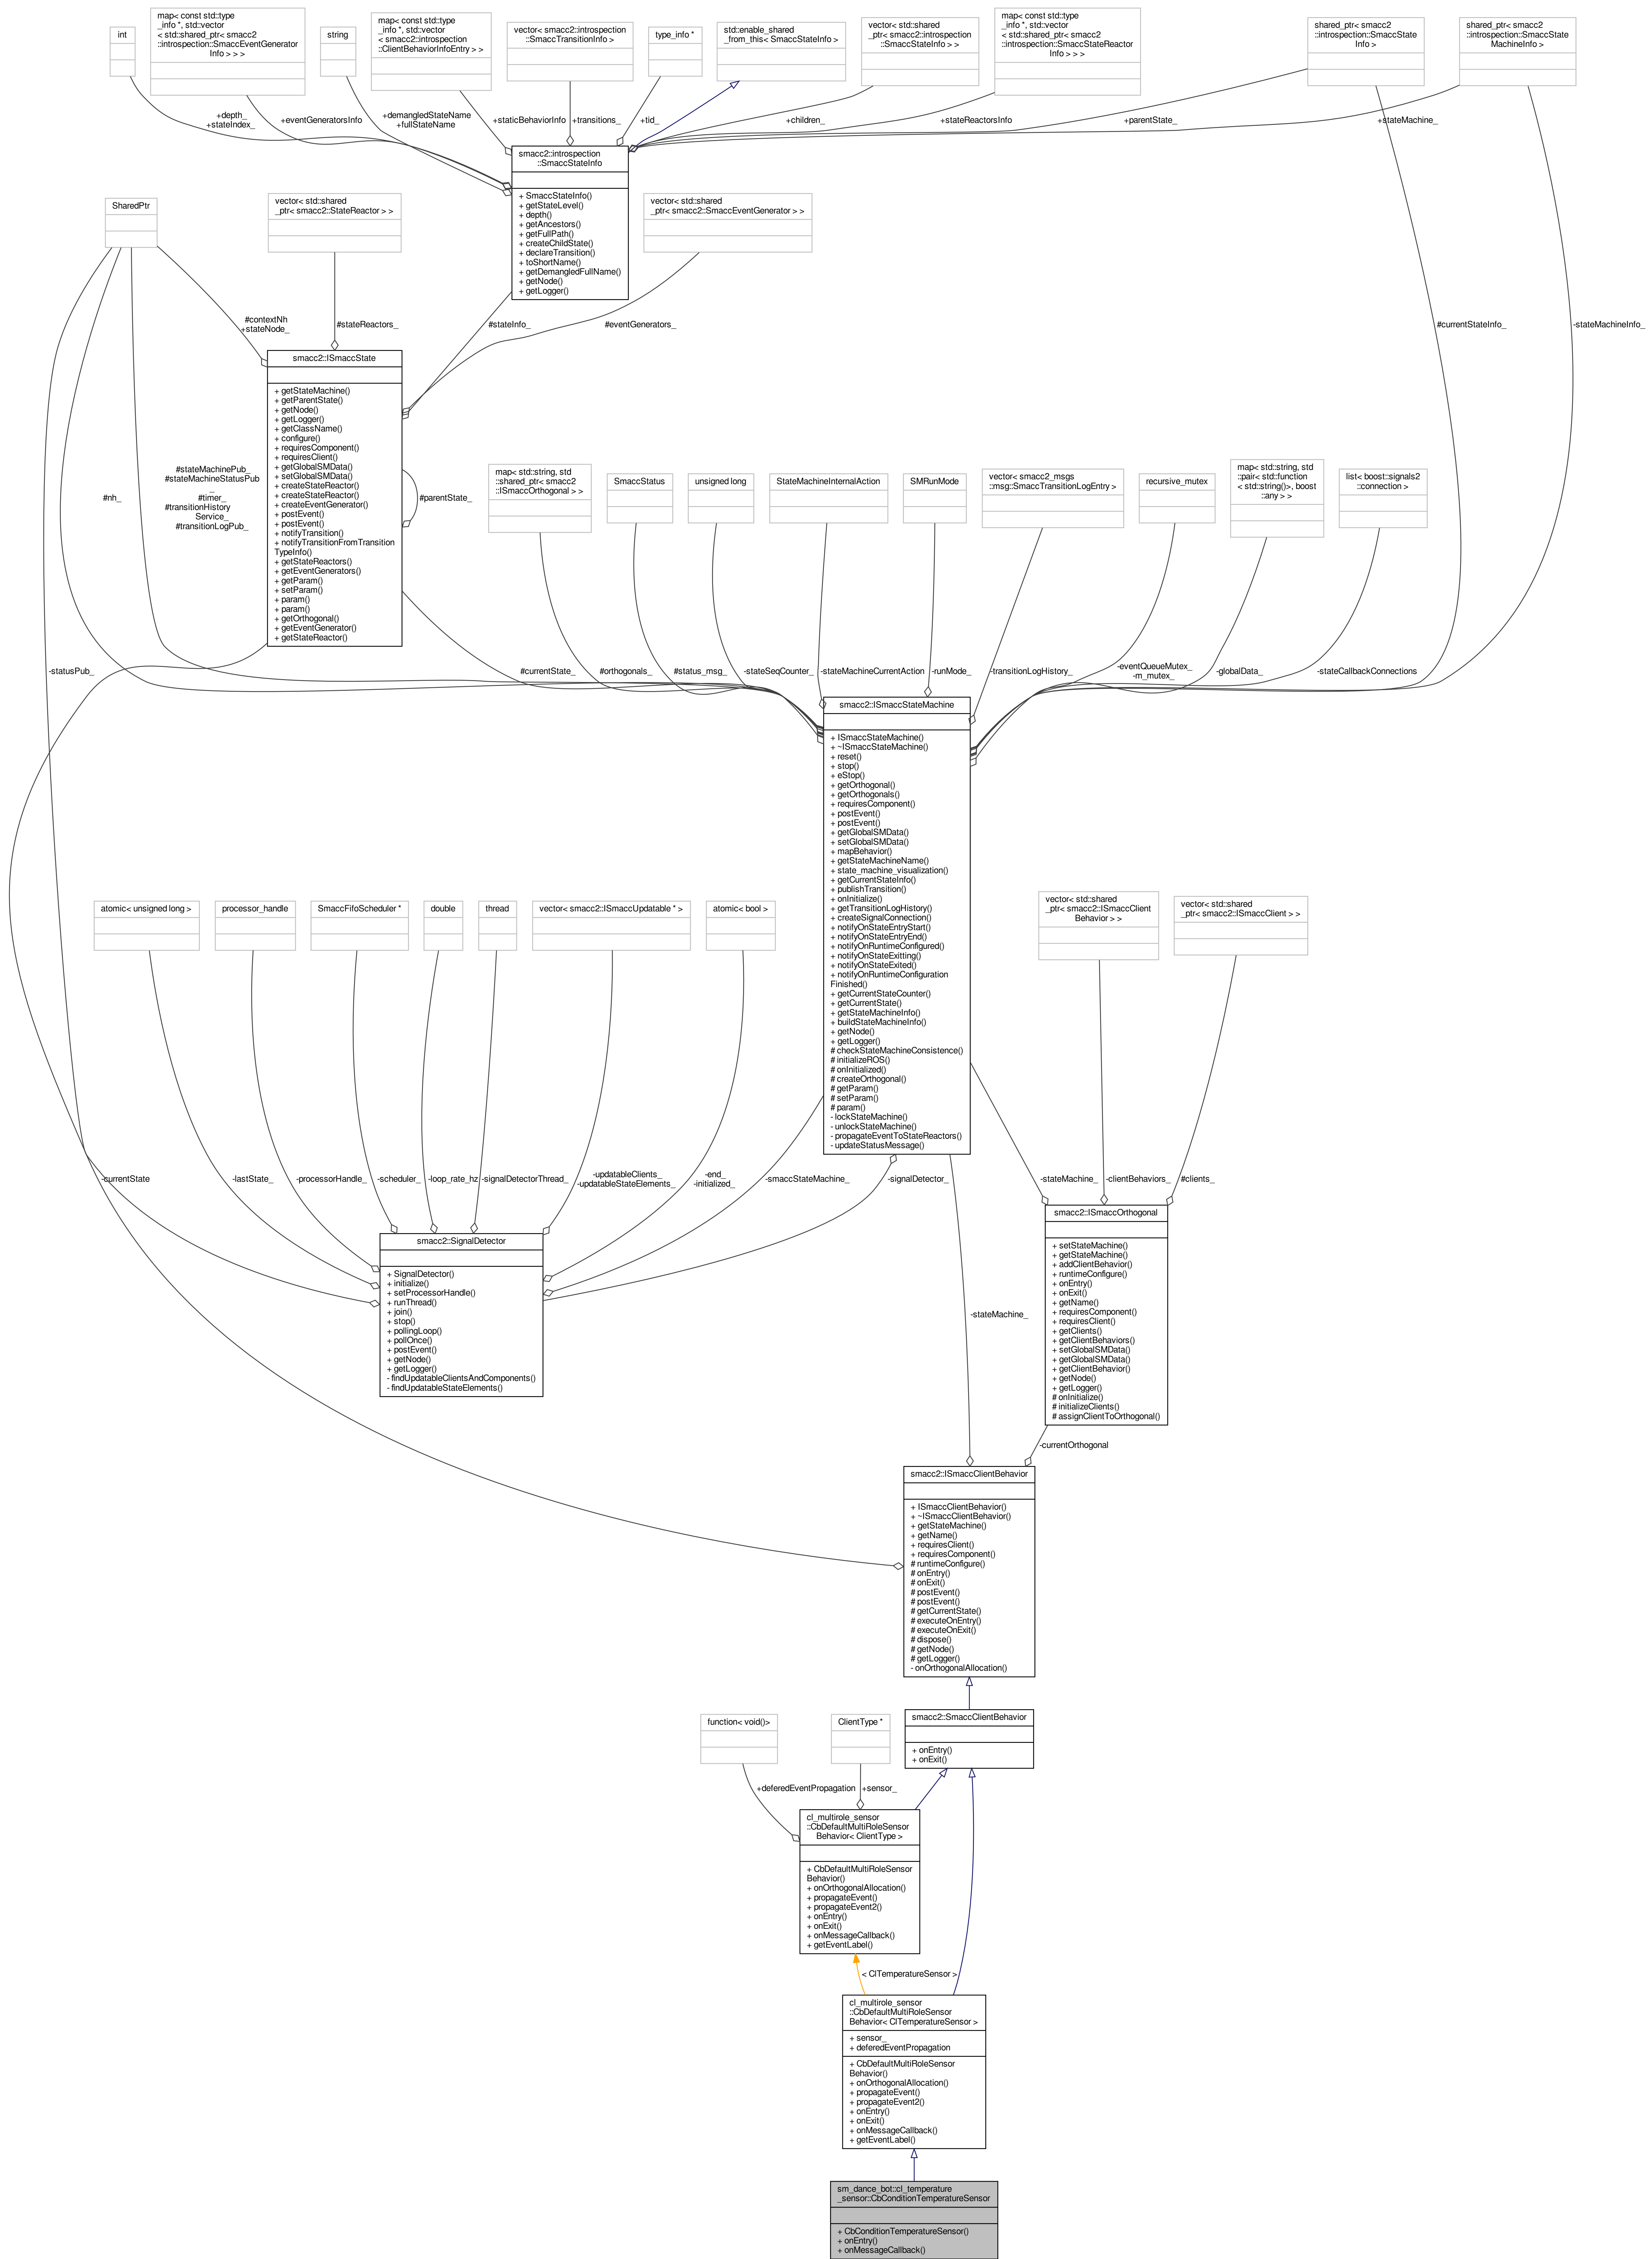 int
map< const std::type
_info *, std::vector
< std::shared_ptr< smacc2
::introspection::SmaccEventGenerator
Info > > >
string
map< const std::type
_info *, std::vector
< smacc2::introspection
::ClientBehaviorInfoEntry > >
vector< smacc2::introspection
::SmaccTransitionInfo >
type_info *
std::enable_shared
_from_this< SmaccStateInfo >
vector< std::shared
_ptr< smacc2::introspection
::SmaccStateInfo > >
map< const std::type
_info *, std::vector
< std::shared_ptr< smacc2
::introspection::SmaccStateReactor
Info > > >
shared_ptr< smacc2
::introspection::SmaccState
Info >
shared_ptr< smacc2
::introspection::SmaccState
MachineInfo >
+depth_
+stateIndex_
+eventGeneratorsInfo
+demangledStateName
+fullStateName
+staticBehaviorInfo
+transitions_
+tid_
+children_
+stateReactorsInfo
+parentState_
+stateMachine_
smacc2::introspection
::SmaccStateInfo
+ SmaccStateInfo()
+ getStateLevel()
+ depth()
+ getAncestors()
+ getFullPath()
+ createChildState()
+ declareTransition()
+ toShortName()
+ getDemangledFullName()
+ getNode()
+ getLogger()
SharedPtr
vector< std::shared
_ptr< smacc2::StateReactor > >
vector< std::shared
_ptr< smacc2::SmaccEventGenerator > >
#contextNh
+stateNode_
#stateReactors_
#stateInfo_
#eventGenerators_
#currentStateInfo_
-stateMachineInfo_
smacc2::ISmaccState
+ getStateMachine()
+ getParentState()
+ getNode()
+ getLogger()
+ getClassName()
+ configure()
+ requiresComponent()
+ requiresClient()
+ getGlobalSMData()
+ setGlobalSMData()
+ createStateReactor()
+ createStateReactor()
+ createEventGenerator()
+ postEvent()
+ postEvent()
+ notifyTransition()
+ notifyTransitionFromTransition
TypeInfo()
+ getStateReactors()
+ getEventGenerators()
+ getParam()
+ setParam()
+ param()
+ param()
+ getOrthogonal()
+ getEventGenerator()
+ getStateReactor()
#parentState_
#nh_
#stateMachinePub_
#stateMachineStatusPub
_
#timer_
#transitionHistory
Service_
#transitionLogPub_
map< std::string, std
::shared_ptr< smacc2
::ISmaccOrthogonal > >
SmaccStatus
unsigned long
StateMachineInternalAction
SMRunMode
vector< smacc2_msgs
::msg::SmaccTransitionLogEntry >
recursive_mutex
map< std::string, std
::pair< std::function
< std::string()>, boost
::any > >
list< boost::signals2
::connection >
-statusPub_
#currentState_
#orthogonals_
#status_msg_
-stateSeqCounter_
-stateMachineCurrentAction
-runMode_
-transitionLogHistory_
-eventQueueMutex_
-m_mutex_
-globalData_
-stateCallbackConnections
smacc2::ISmaccStateMachine
+ ISmaccStateMachine()
+ ~ISmaccStateMachine()
+ reset()
+ stop()
+ eStop()
+ getOrthogonal()
+ getOrthogonals()
+ requiresComponent()
+ postEvent()
+ postEvent()
+ getGlobalSMData()
+ setGlobalSMData()
+ mapBehavior()
+ getStateMachineName()
+ state_machine_visualization()
+ getCurrentStateInfo()
+ publishTransition()
+ onInitialize()
+ getTransitionLogHistory()
+ createSignalConnection()
+ notifyOnStateEntryStart()
+ notifyOnStateEntryEnd()
+ notifyOnRuntimeConfigured()
+ notifyOnStateExitting()
+ notifyOnStateExited()
+ notifyOnRuntimeConfiguration
Finished()
+ getCurrentStateCounter()
+ getCurrentState()
+ getStateMachineInfo()
+ buildStateMachineInfo()
+ getNode()
+ getLogger()
# checkStateMachineConsistence()
# initializeROS()
# onInitialized()
# createOrthogonal()
# getParam()
# setParam()
# param()
- lockStateMachine()
- unlockStateMachine()
- propagateEventToStateReactors()
- updateStatusMessage()
atomic< unsigned long >
processor_handle
SmaccFifoScheduler *
double
thread
vector< smacc2::ISmaccUpdatable * >
atomic< bool >
vector< std::shared
_ptr< smacc2::ISmaccClient
Behavior > >
vector< std::shared
_ptr< smacc2::ISmaccClient > >
-currentState
-lastState_
-processorHandle_
-scheduler_
-loop_rate_hz
-signalDetectorThread_
-updatableClients_
-updatableStateElements_
-end_
-initialized_
-smaccStateMachine_
-signalDetector_
-stateMachine_
-clientBehaviors_
#clients_
smacc2::SignalDetector
+ SignalDetector()
+ initialize()
+ setProcessorHandle()
+ runThread()
+ join()
+ stop()
+ pollingLoop()
+ pollOnce()
+ postEvent()
+ getNode()
+ getLogger()
- findUpdatableClientsAndComponents()
- findUpdatableStateElements()
smacc2::ISmaccOrthogonal
+ setStateMachine()
+ getStateMachine()
+ addClientBehavior()
+ runtimeConfigure()
+ onEntry()
+ onExit()
+ getName()
+ requiresComponent()
+ requiresClient()
+ getClients()
+ getClientBehaviors()
+ setGlobalSMData()
+ getGlobalSMData()
+ getClientBehavior()
+ getNode()
+ getLogger()
# onInitialize()
# initializeClients()
# assignClientToOrthogonal()
-stateMachine_
-currentOrthogonal
smacc2::ISmaccClientBehavior
+ ISmaccClientBehavior()
+ ~ISmaccClientBehavior()
+ getStateMachine()
+ getName()
+ requiresClient()
+ requiresComponent()
# runtimeConfigure()
# onEntry()
# onExit()
# postEvent()
# postEvent()
# getCurrentState()
# executeOnEntry()
# executeOnExit()
# dispose()
# getNode()
# getLogger()
- onOrthogonalAllocation()
function< void()>
ClientType *
smacc2::SmaccClientBehavior
+ onEntry()
+ onExit()
+deferedEventPropagation
+sensor_
cl_multirole_sensor
::CbDefaultMultiRoleSensor
Behavior< ClientType >
+ CbDefaultMultiRoleSensor
Behavior()
+ onOrthogonalAllocation()
+ propagateEvent()
+ propagateEvent2()
+ onEntry()
+ onExit()
+ onMessageCallback()
+ getEventLabel()
< ClTemperatureSensor >
cl_multirole_sensor
::CbDefaultMultiRoleSensor
Behavior< ClTemperatureSensor >
+ sensor_
+ deferedEventPropagation
+ CbDefaultMultiRoleSensor
Behavior()
+ onOrthogonalAllocation()
+ propagateEvent()
+ propagateEvent2()
+ onEntry()
+ onExit()
+ onMessageCallback()
+ getEventLabel()
sm_dance_bot::cl_temperature
_sensor::CbConditionTemperatureSensor
+ CbConditionTemperatureSensor()
+ onEntry()
+ onMessageCallback()